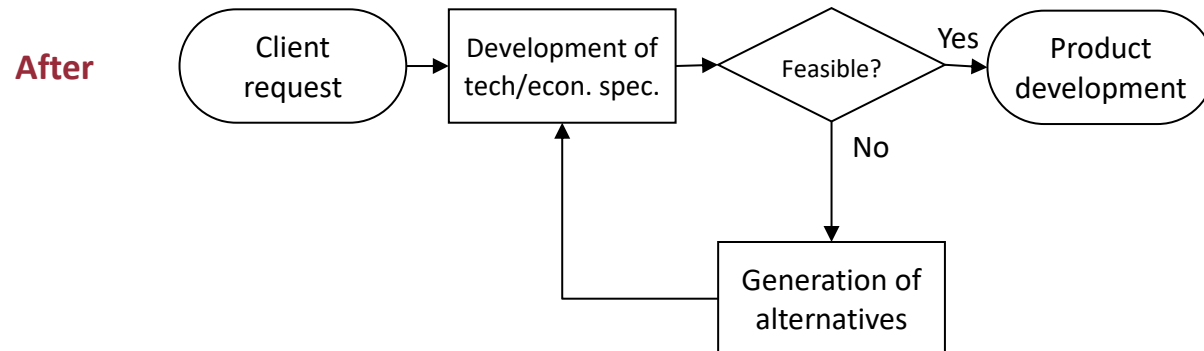 After
Client
request
Development of
tech/econ. spec.
Feasible?
Yes
Product
development
No
Generation of
alternatives